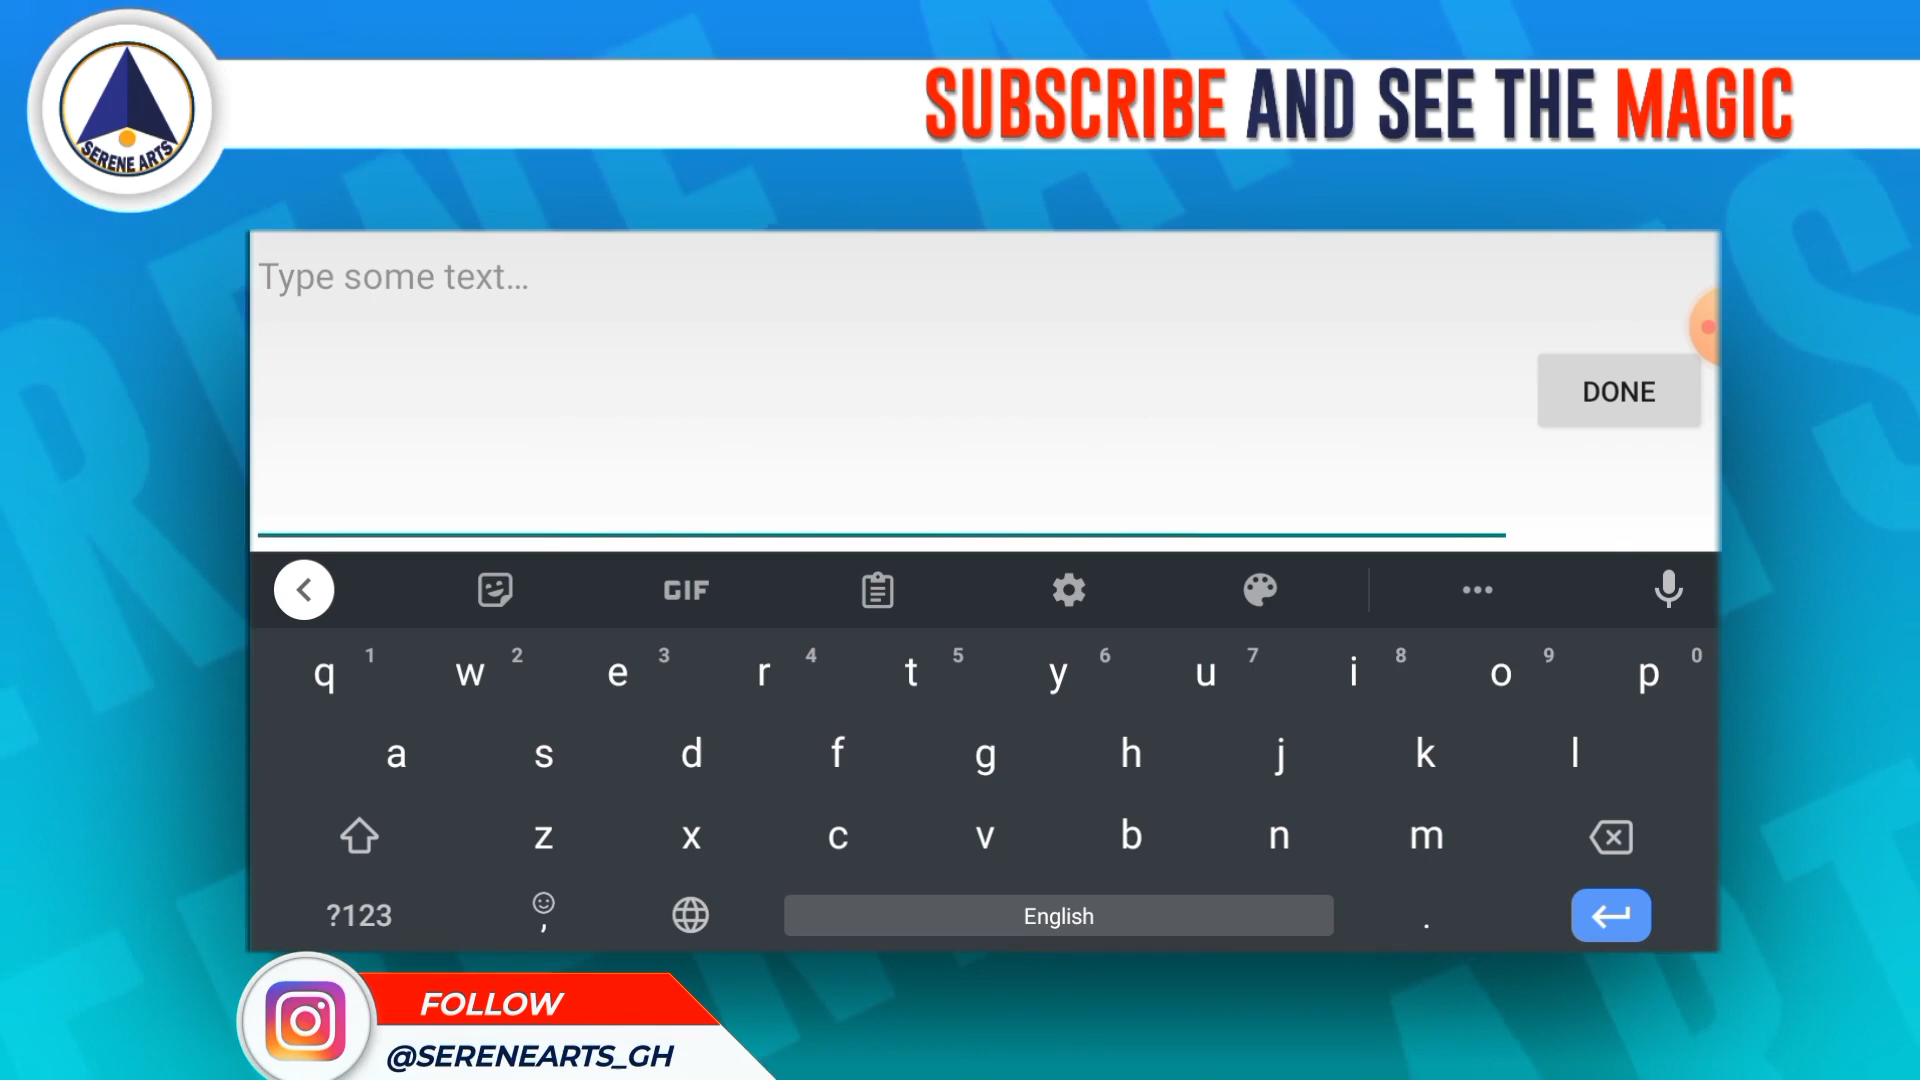 SERENE ARTS
SUBSCRIBE AND SEE THE MAGIC
Type some text...
DONE
GIF
q 1 w 2 e 3 r 4 t 5 y 6 u 7 i 8 o 9 p 0
a s d f g h j k l
z x c v b n m
?123 , English .
FOLLOW
@SERENEARTS_GH